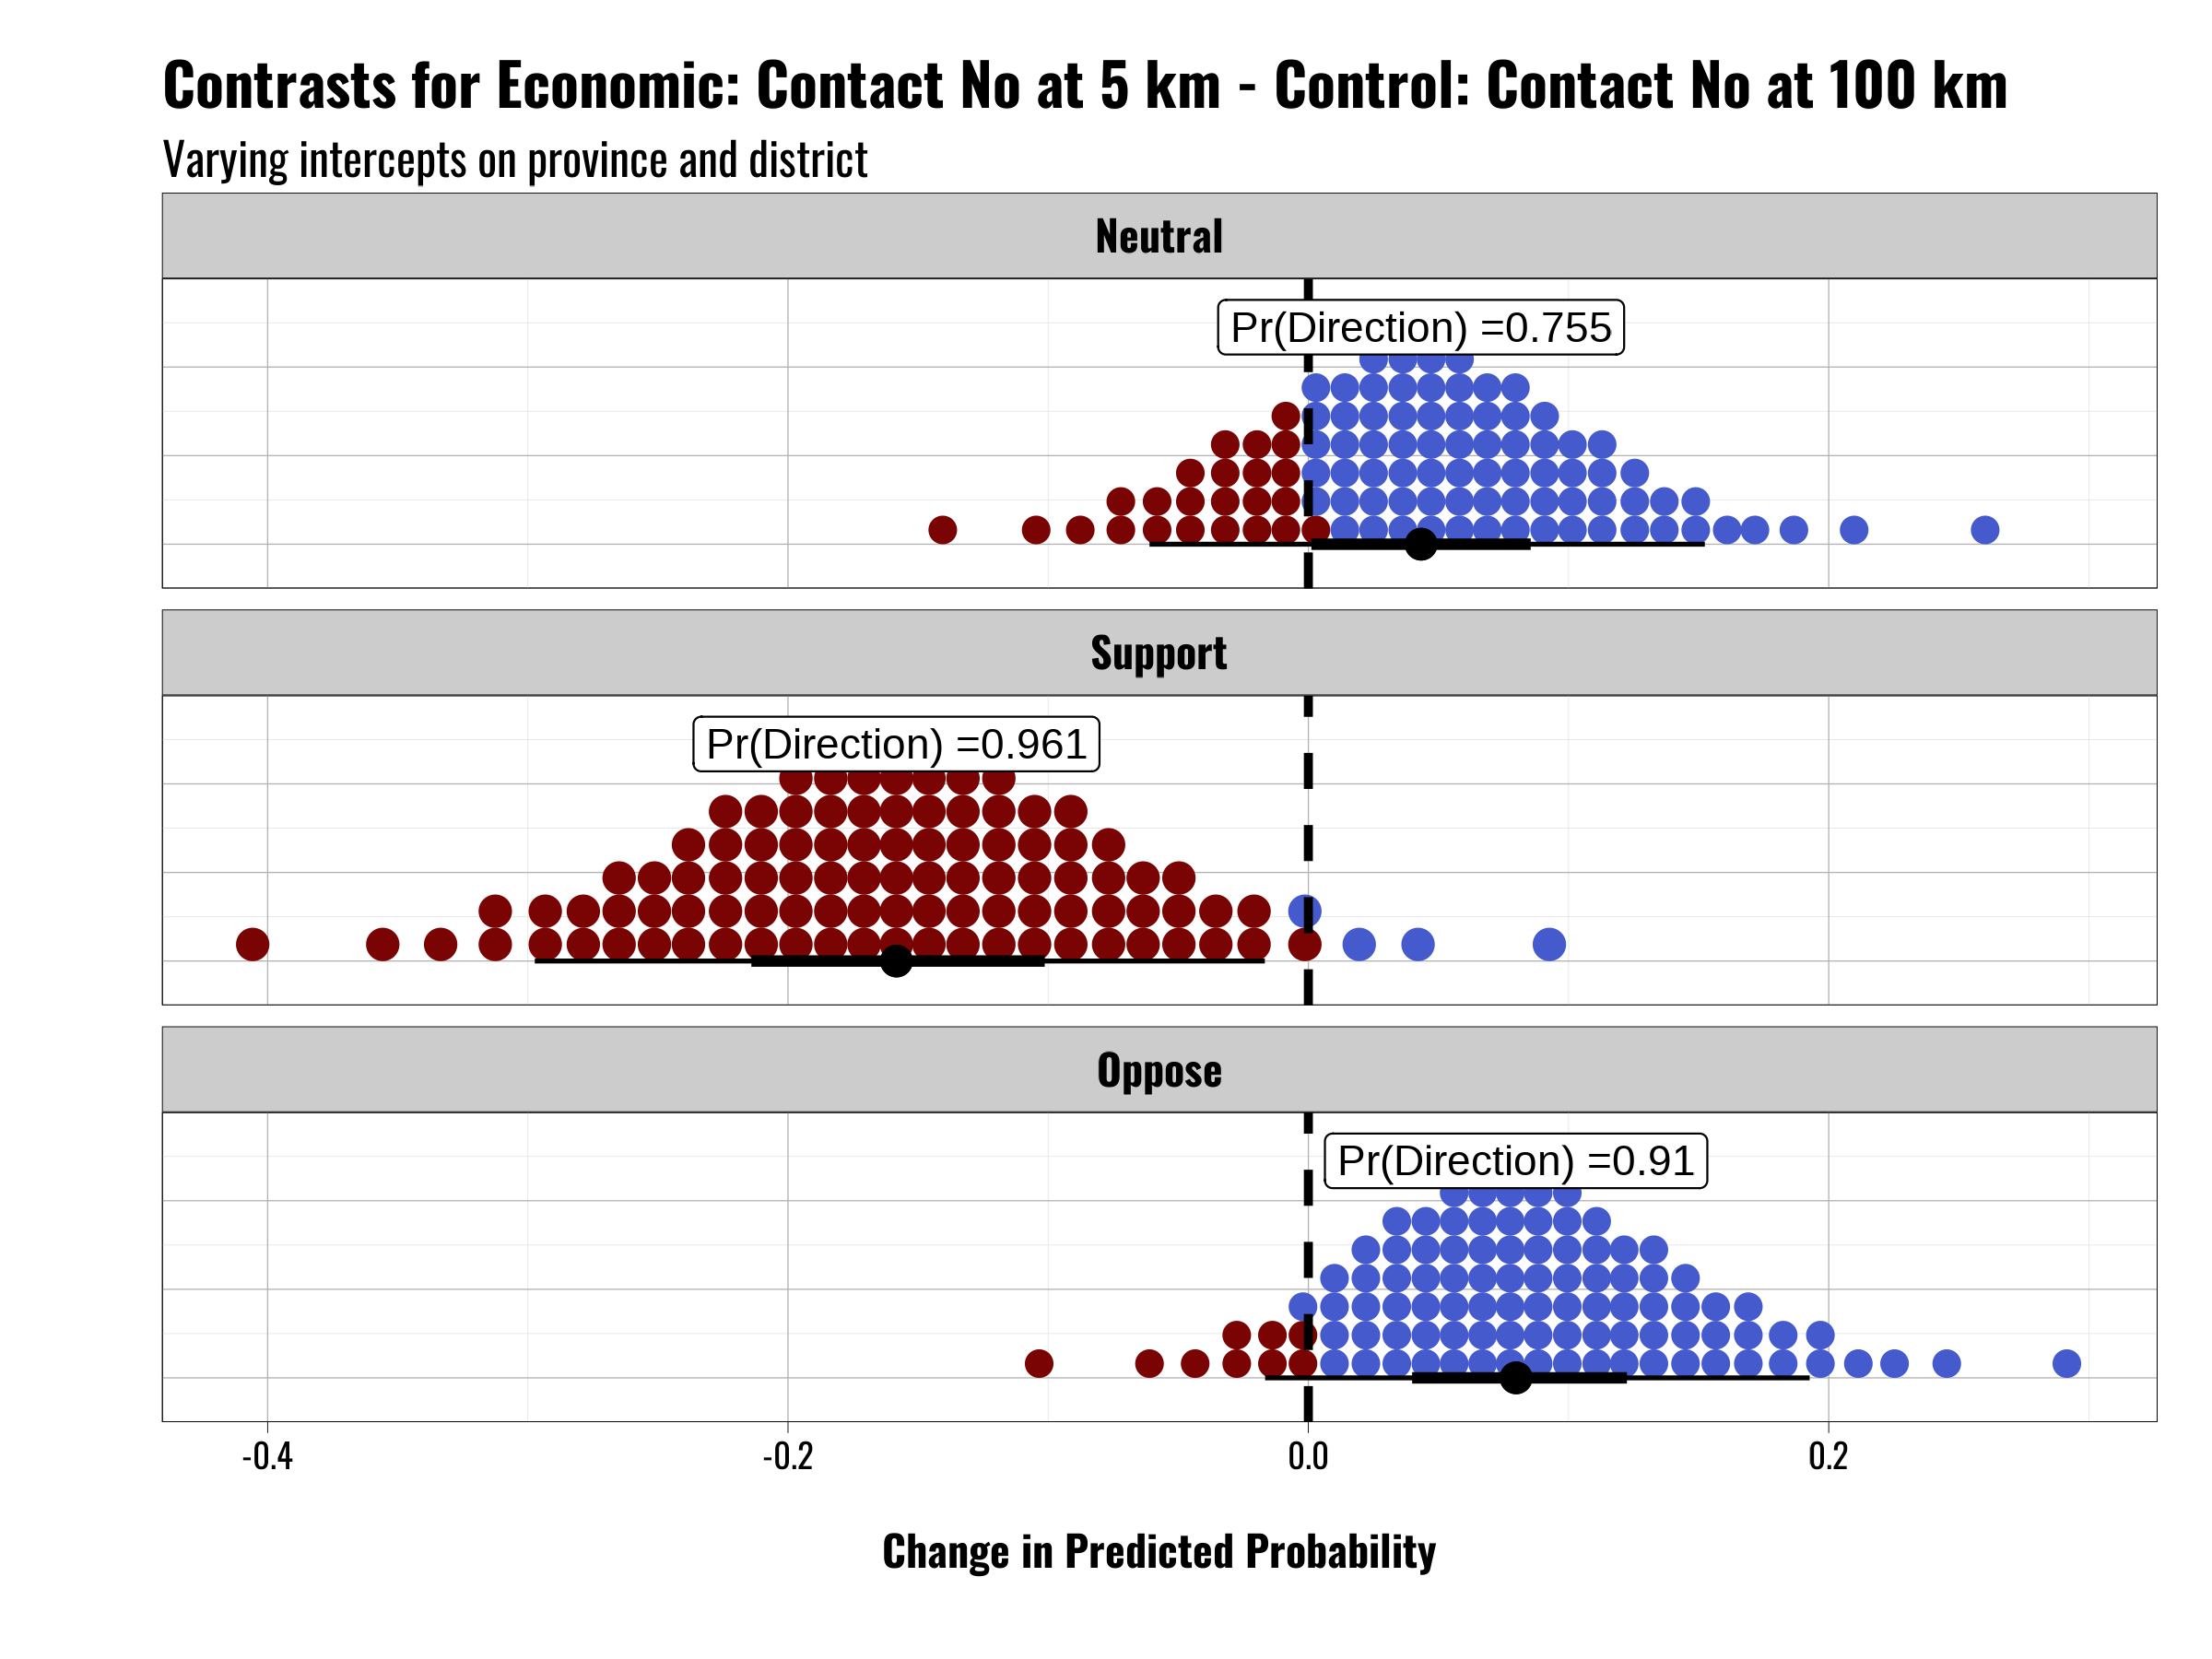 Contrasts for Economic: Contact No at 5 km - Control: Contact No at 100 km
Varying intercepts on province and district
Neutral
Pr(Direction) =0.755
Support
Pr(Direction) =0.961
Oppose
Pr(Direction) =0.91
-0.4 -0.2 0.0 0.2
Change in Predicted Probability